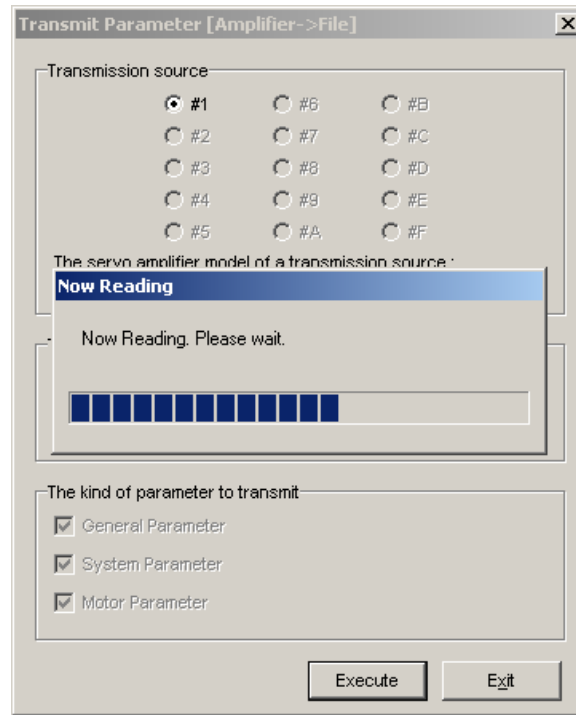 Transmit Parameter [Amplifier->File]
Transmission source
#1 #6 #B
#2 #7 #C
#3 #8 #D
#4 #9 #E
#5 #A #F
The servo amplifier model of a transmission source :
Now Reading
Now Reading. Please wait.
The kind of parameter to transmit
General Parameter
System Parameter
Motor Parameter
Execute Exit